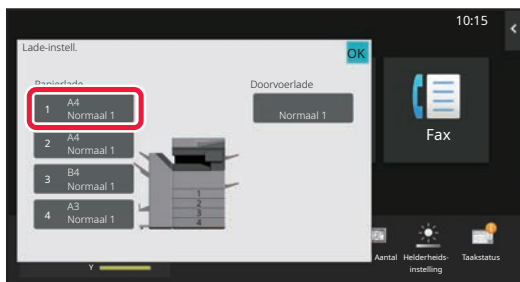 10:15
Lade-instell.
OK
Papierlade
Doorvoerlade
1 A4
Normaal 1
Normaal 1
2 A4
Normaal 1
3 B4
Normaal 1
4 A3
Normaal 1
1
2
3
4
Fax
Y
Aantal
Helderheids-
instelling
Taakstatus